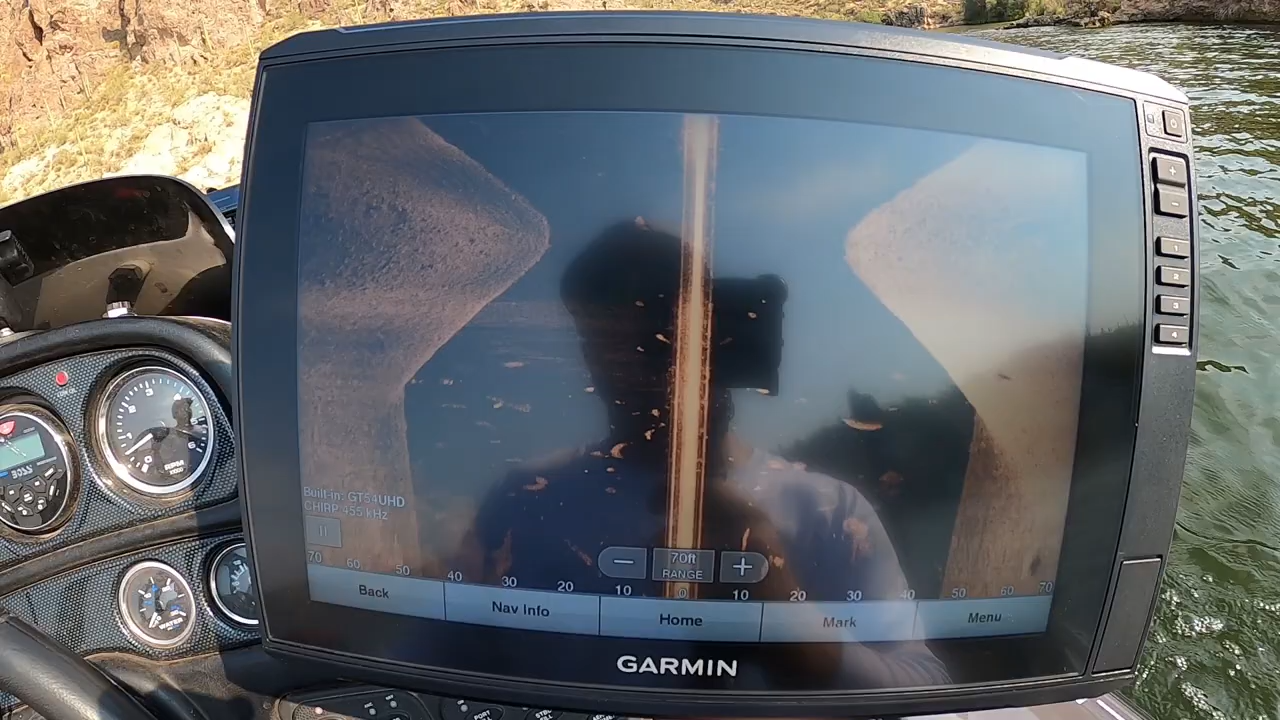 Built-in: GT54UHD
CHIRP 455 kHz
70ft
RANGE
70 60 50 40 30 20 10 0 10 20 30 40 50 60 70
Back Nav Info Home Mark Menu
GARMIN